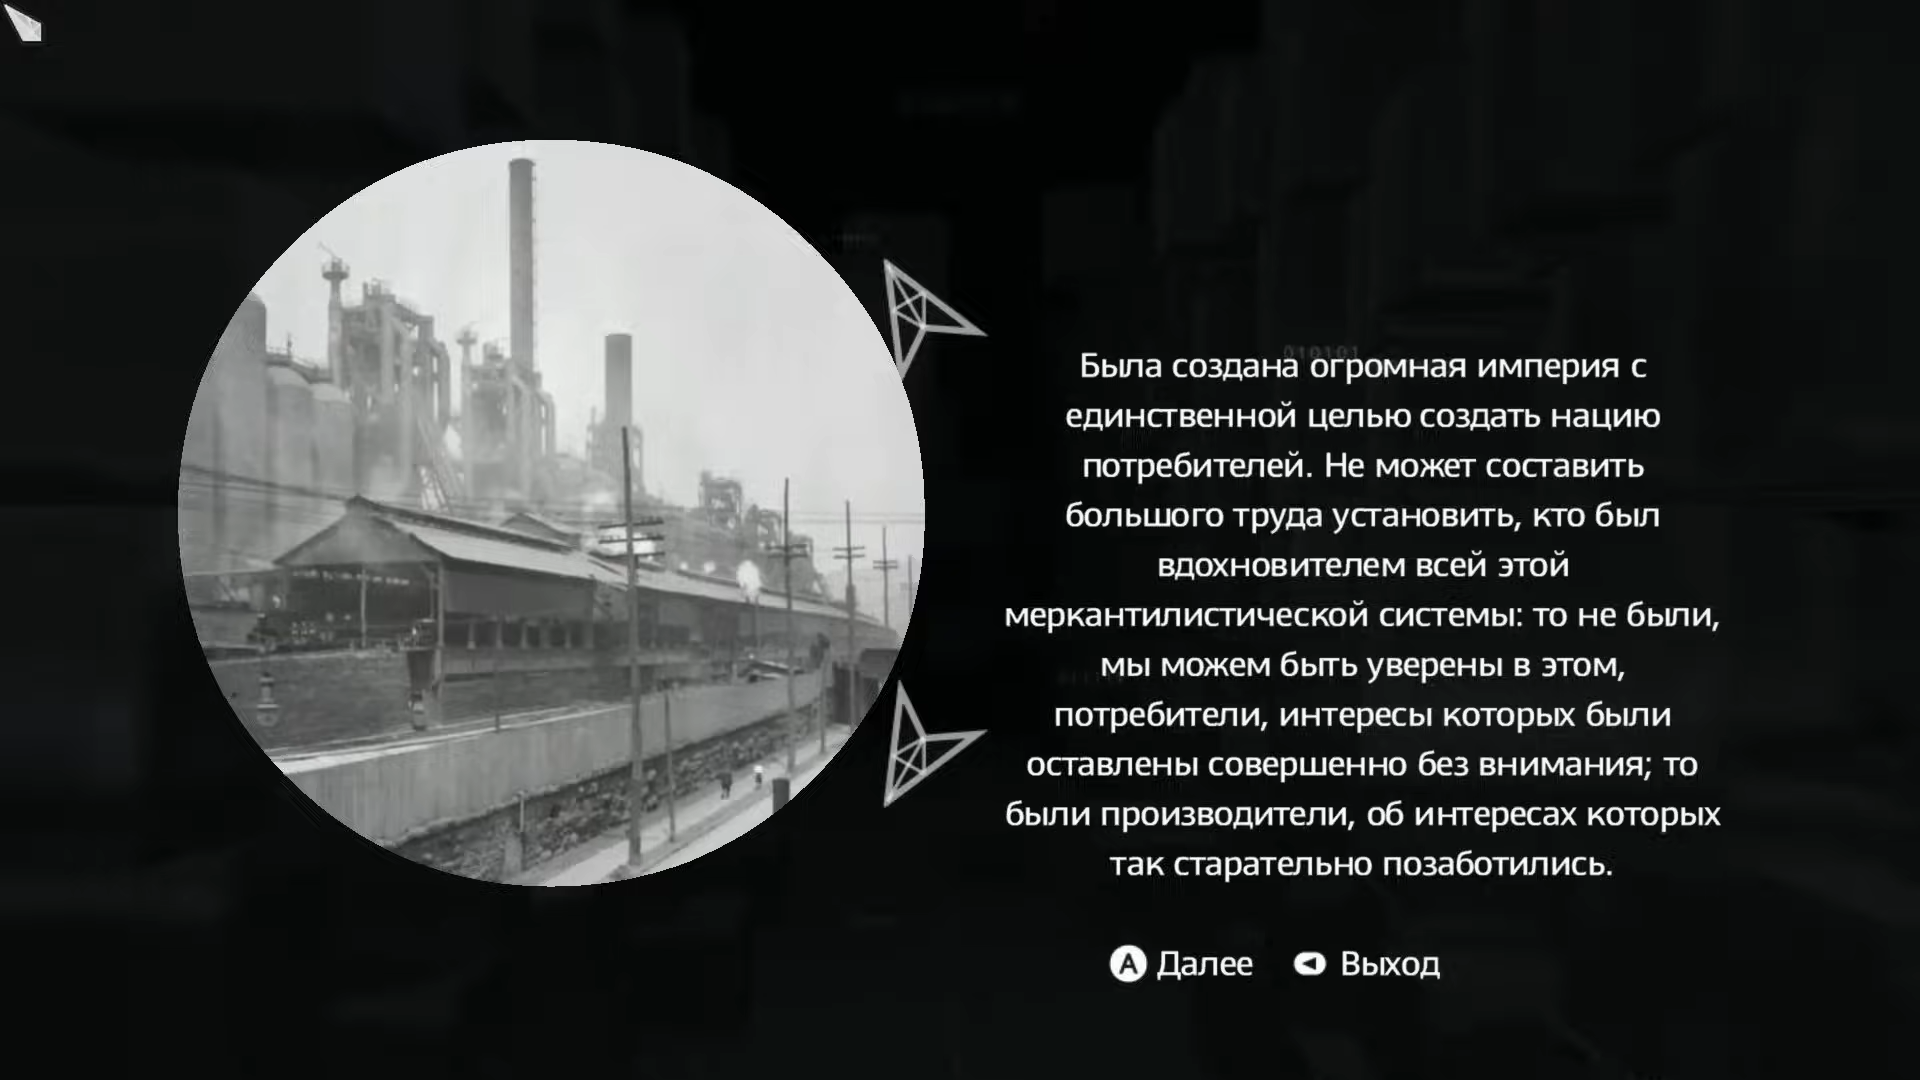 010101
Была создана огромная империя с
единственной целью создать нацию
потребителей. Не может составить
большого труда установить, кто был
вдохновителем всей этой
меркантилистической системы: то не были,
мы можем быть уверены в этом,
потребители, интересы которых были
оставлены совершенно без внимания; то
были производители, об интересах которых
так старательно позаботились.
A Далее Выход